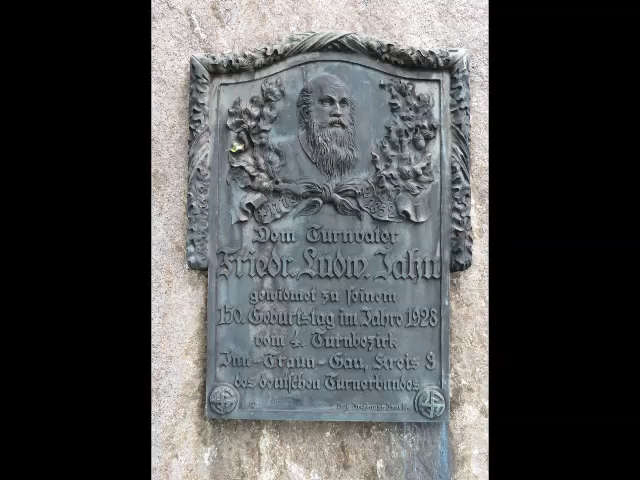 Dem Turnvater
Friedr. Ludw. Jahn
gewidmet zu seinem
150. Geburtstag im Jahre 1928
vom 4. Turnbezirk
Inn-Traun-Gau, Kreis 8
des deutschen Turnerbundes